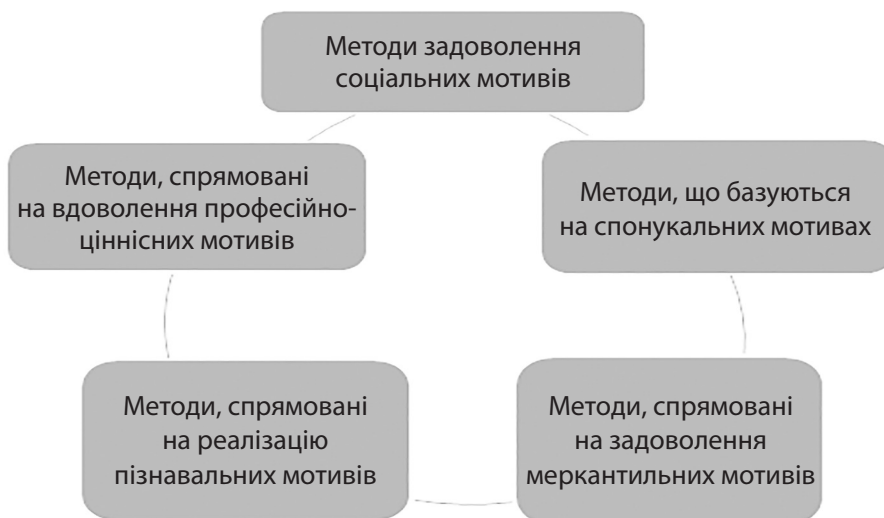 Методи задоволення
соціальних мотивів
Методи, спрямовані
на вдоволення професійно-
ціннісних мотивів
Методи, що базуються
на спонукальних мотивах
Методи, спрямовані
на реалізацію
пізнавальних мотивів
Методи, спрямовані
на задоволення
меркантильних мотивів